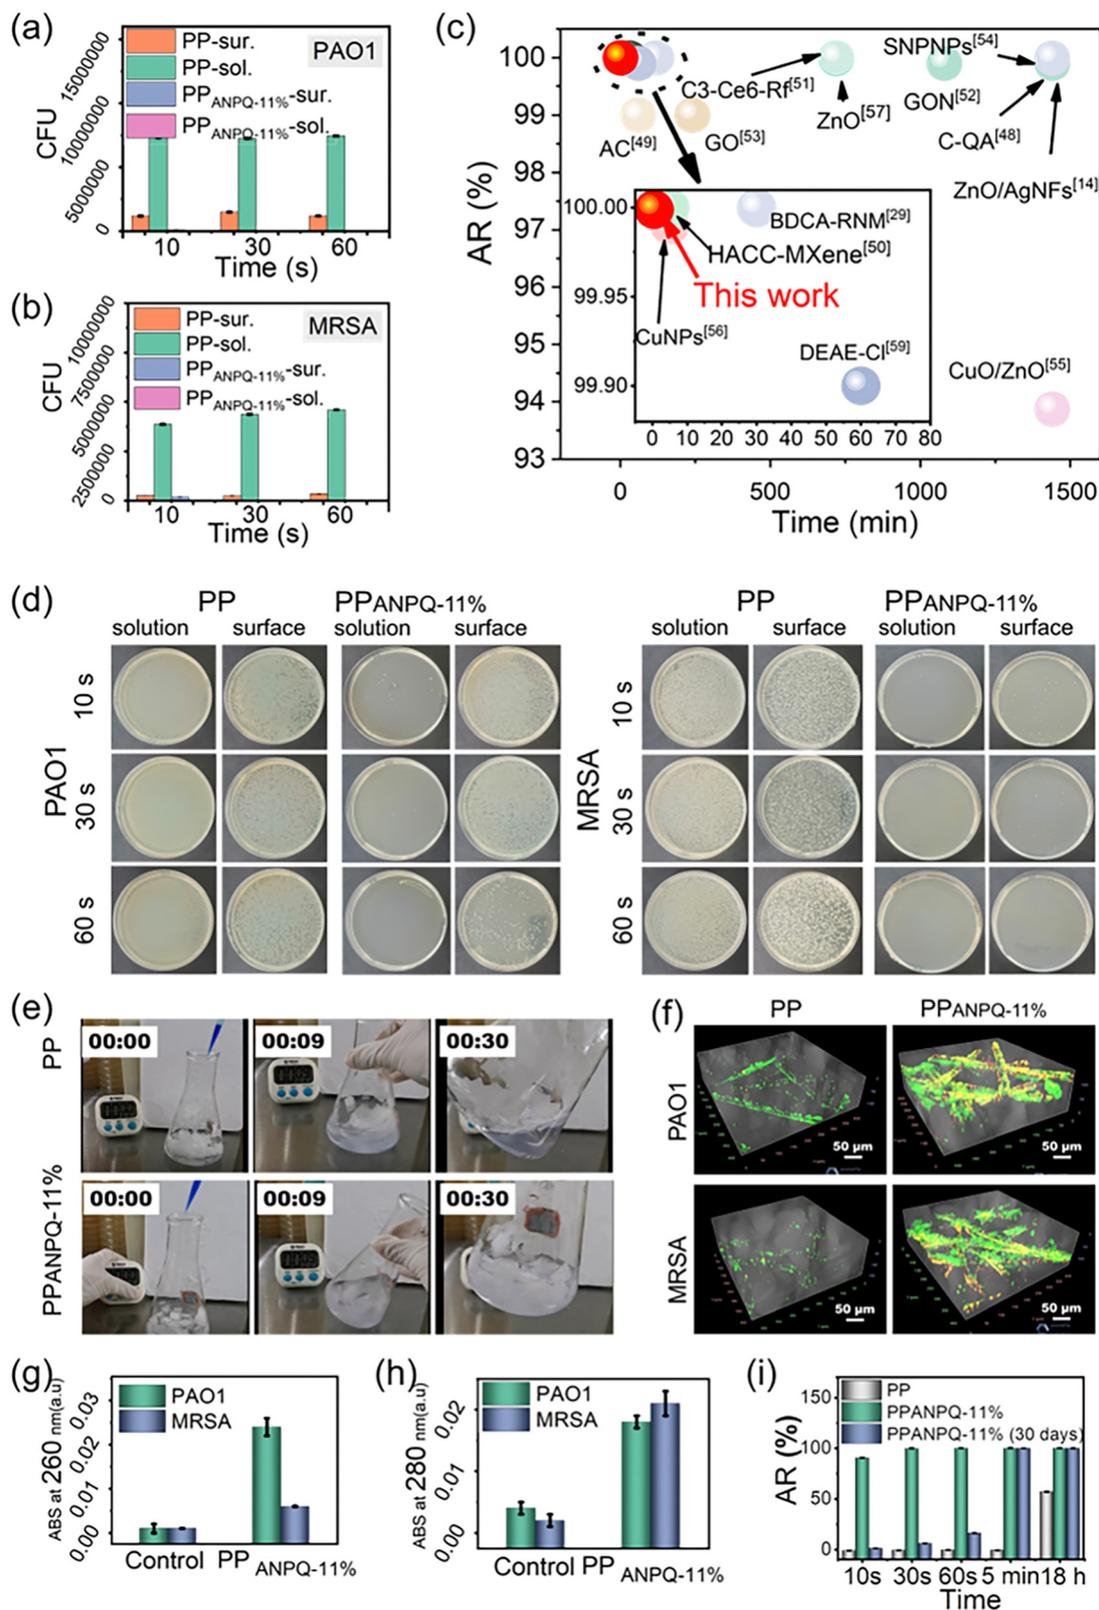 (a)
PP-sur.
PP-sol.
PPANPQ-11%-sur.
PPANPQ-11%-sol.
PAO1
CFU
15000000
10000000
5000000
0
10 30 60
Time (s)
(b)
PP-sur.
PP-sol.
PPANPQ-11%-sur.
PPANPQ-11%-sol.
MRSA
CFU
10000000
7500000
5000000
2500000
0
10 30 60
Time (s)
(c)
AR (%)
100
99
98
97
96
95
94
93
0 500 1000 1500
Time (min)
C3-Ce6-Rf[51]
SNPNPs[54]
AC[49]
GO[53]
ZnO[57]
GON[52]
C-QA[48]
ZnO/AgNFs[14]
CuO/ZnO[55]
100.00
99.95
99.90
BDCA-RNM[29]
HACC-MXene[50]
This work
CuNPs[56]
DEAE-Cl[59]
0 10 20 30 40 50 60 70 80
(d)
PP PPANPQ-11% PP PPANPQ-11%
solution surface solution surface solution surface solution surface
PAO1
10 s
30 s
60 s
MRSA
10 s
30 s
60 s
(e)
PP
00:00 00:09 00:30
PPANPQ-11%
00:00 00:09 00:30
(f)
PP PPANPQ-11%
PAO1
50 µm 50 µm
MRSA
50 µm 50 µm
(g)
PAO1
MRSA
ABS at 260 nm(a.u)
0.03
0.02
0.01
0.00
Control PP ANPQ-11%
(h)
PAO1
MRSA
ABS at 280 nm(a.u)
0.02
0.01
0.00
Control PP ANPQ-11%
(i)
PP
PPANPQ-11%
PPANPQ-11% (30 days)
AR (%)
150
100
50
0
10s 30s 60s 5 min 18 h
Time